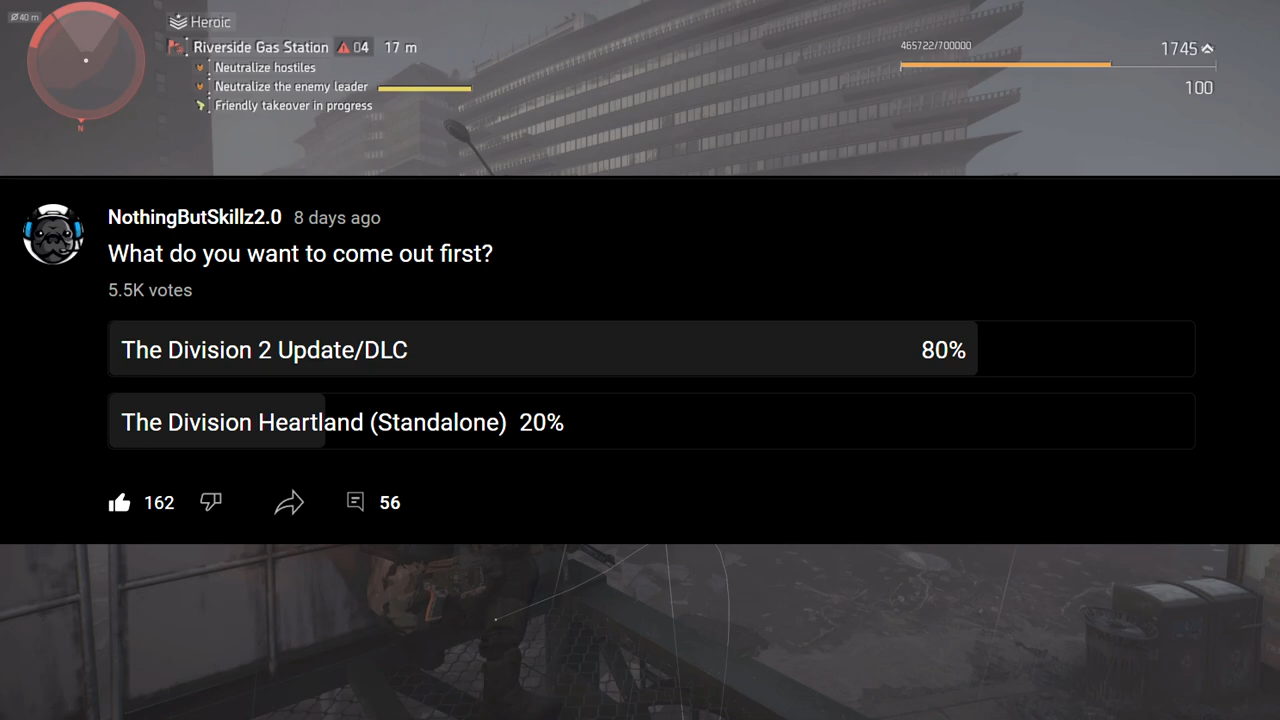 Ø40 m
N
Heroic
Riverside Gas Station 04 17 m
Neutralize hostiles
Neutralize the enemy leader
Friendly takeover in progress
465722/700000
1745
100
NothingButSkillz2.0 8 days ago
What do you want to come out first?
5.5K votes
The Division 2 Update/DLC 80%
The Division Heartland (Standalone) 20%
162 56